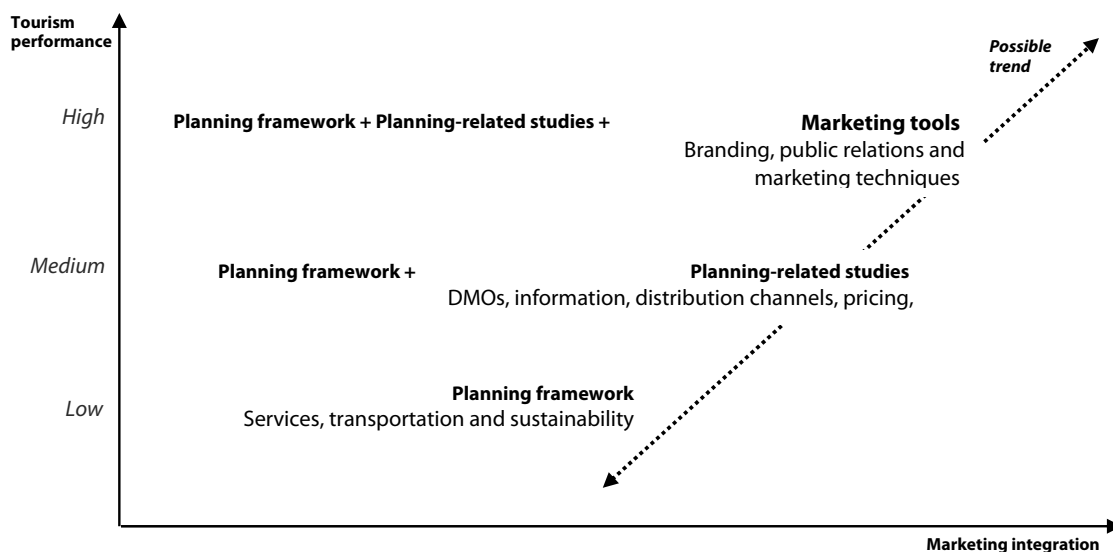 Tourism
performance
Possible
trend
High
Planning framework + Planning-related studies +
Marketing tools
Branding, public relations and
marketing techniques
Medium
Planning framework +
Planning-related studies
DMOs, information, distribution channels, pricing,
Planning framework
Low
Services, transportation and sustainability
Marketing integration